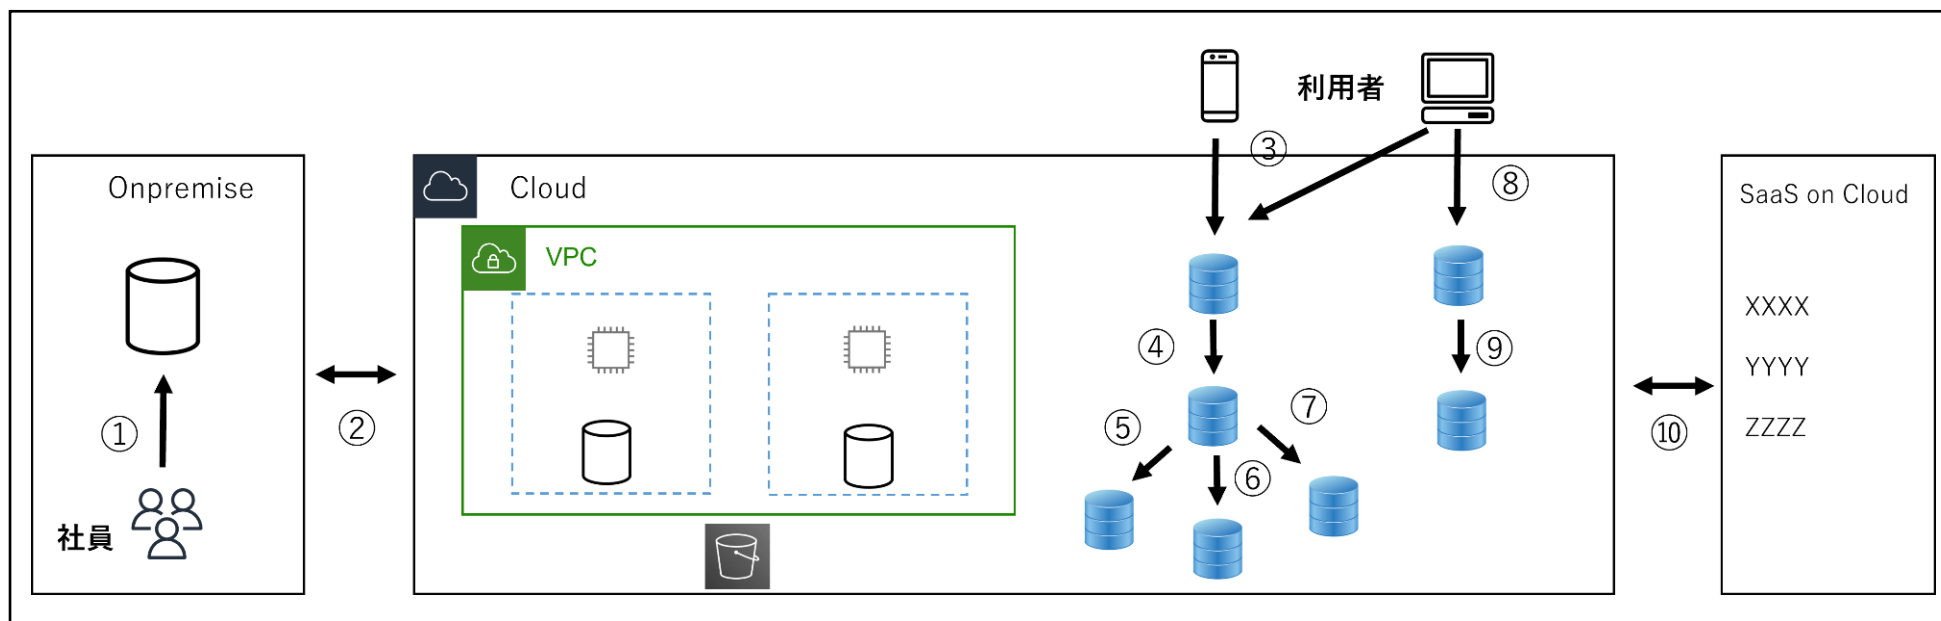 利用者
③
⑧
Onpremise
Cloud
SaaS on Cloud
VPC
XXXX
④
⑨
YYYY
①
②
⑤
⑦
⑩
ZZZZ
⑥
社員